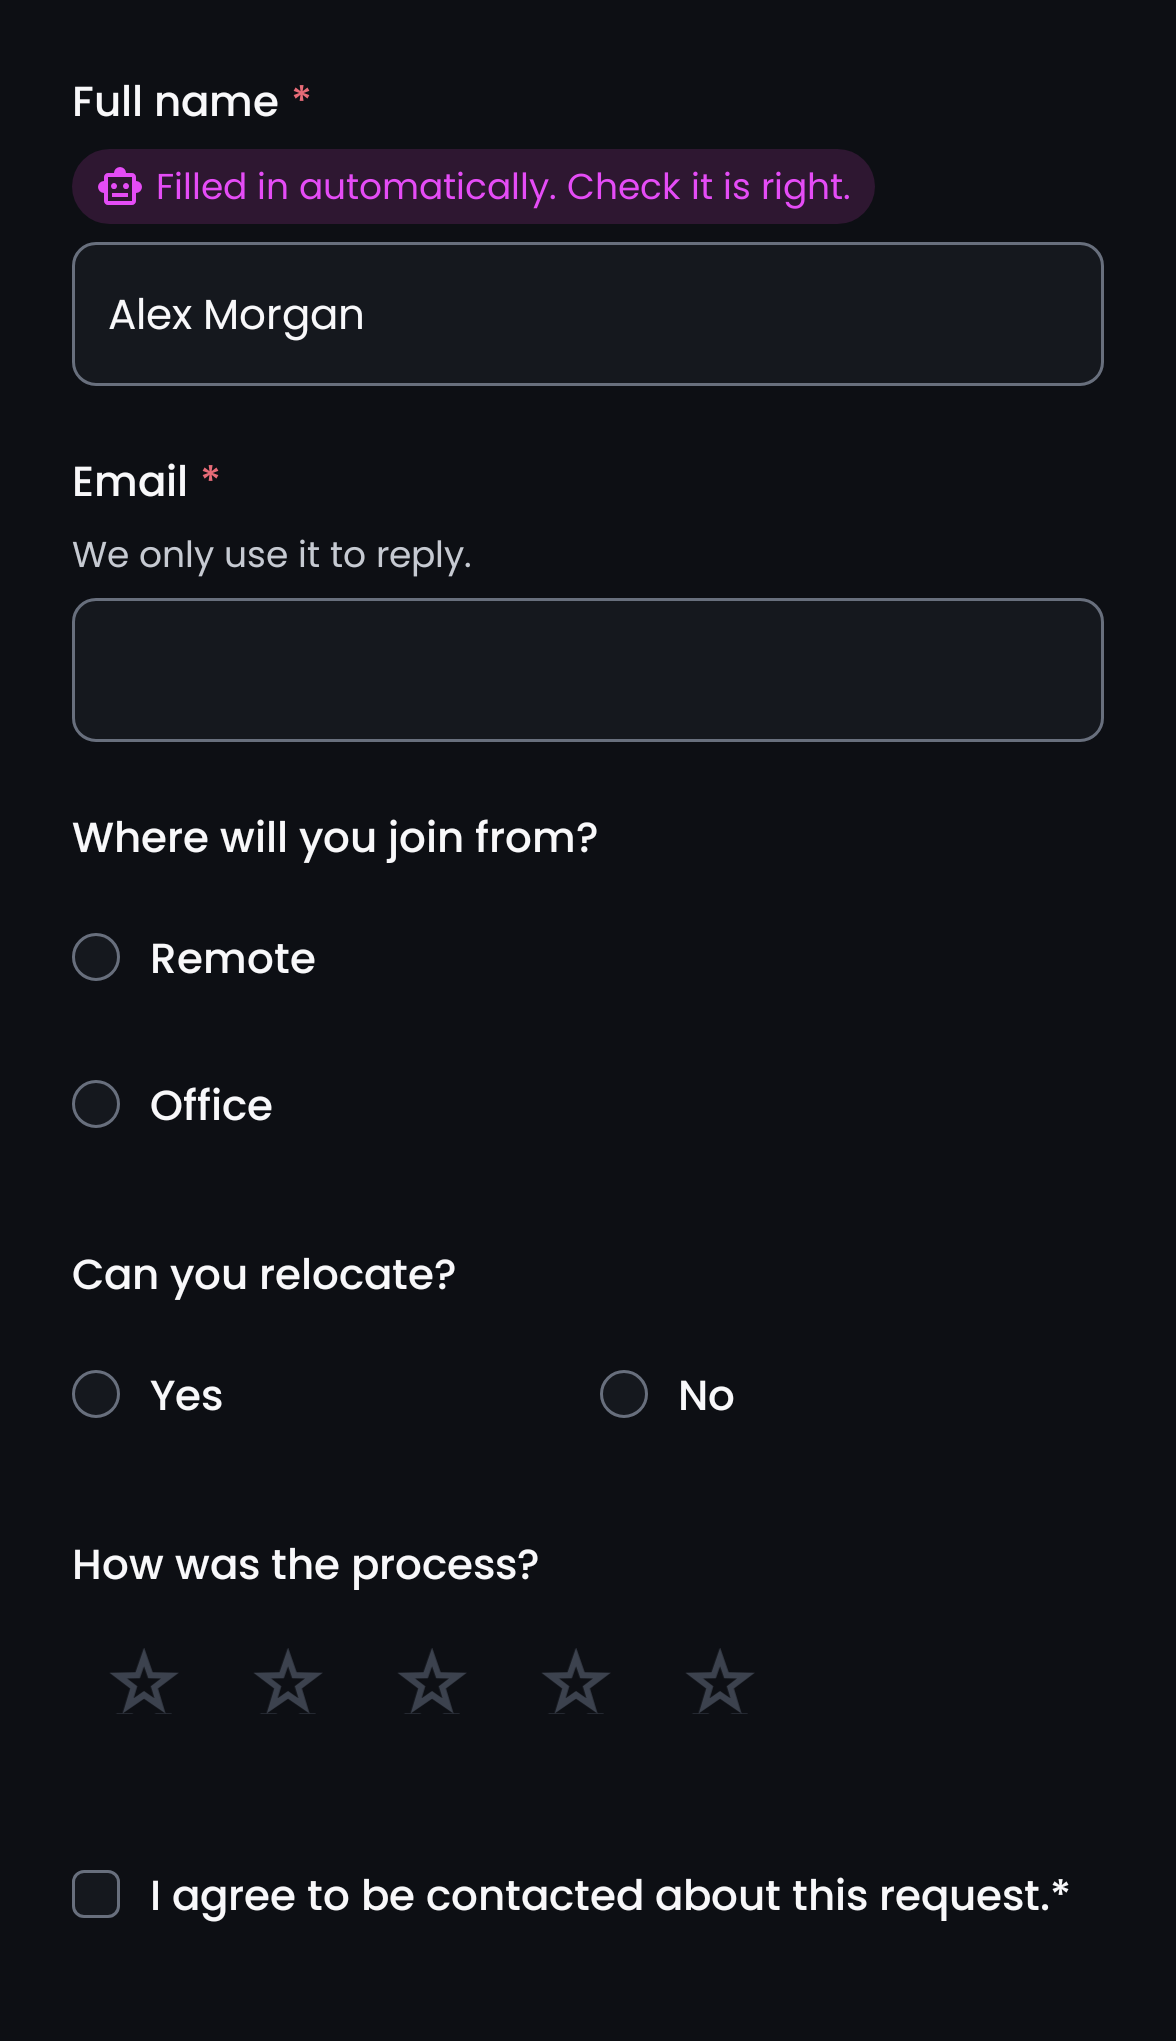 Full name *
Filled in automatically. Check it is right.
Alex Morgan
Email *
We only use it to reply.
Where will you join from?
Remote
Office
Can you relocate?
Yes
No
How was the process?
I agree to be contacted about this request.*